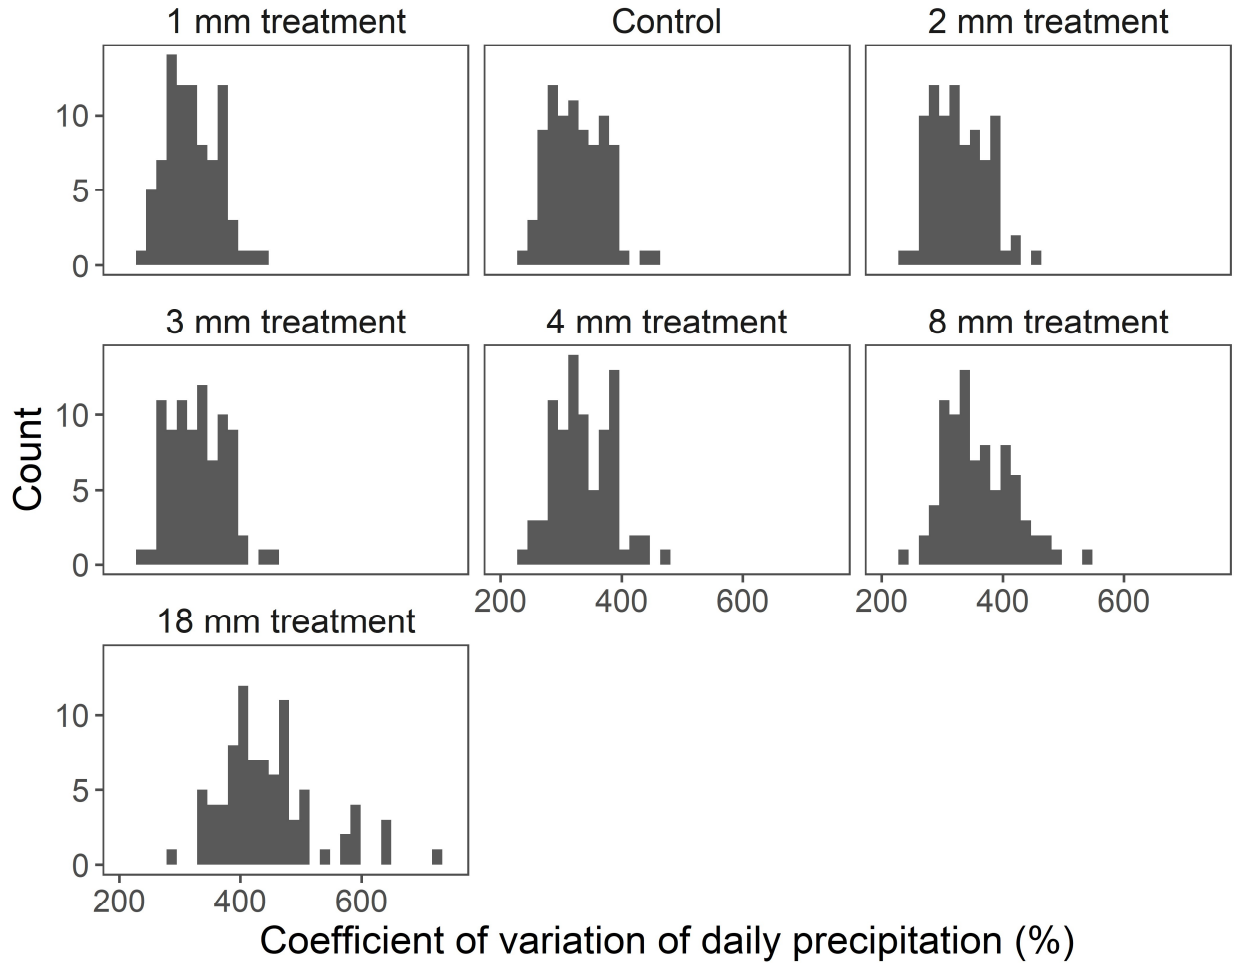 1 mm treatment
Control
2 mm treatment
10
5
0
3 mm treatment
4 mm treatment
8 mm treatment
10
5
0
200 400 600
200 400 600
18 mm treatment
10
5
0
200 400 600
Count
Coefficient of variation of daily precipitation (%)